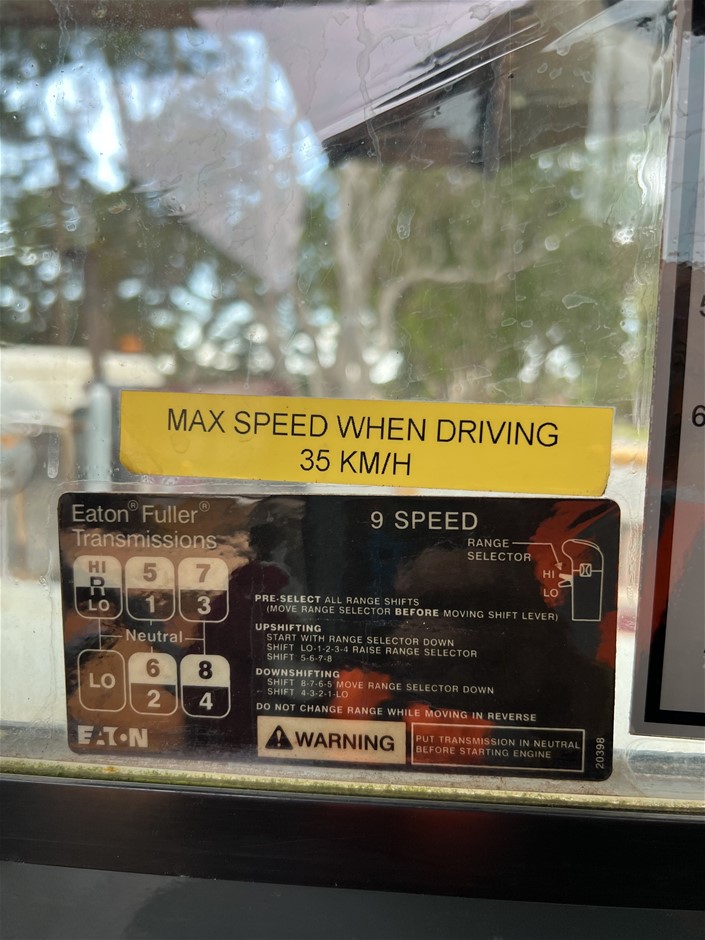 MAX SPEED WHEN DRIVING
35 KM/H
Eaton® Fuller®
Transmissions
9 SPEED
RANGE
SELECTOR
HI
LO
HI 5 7
R
LO 1 3
Neutral
LO 6 8
2 4
PRE-SELECT ALL RANGE SHIFTS
(MOVE RANGE SELECTOR BEFORE MOVING SHIFT LEVER)
UPSHIFTING
START WITH RANGE SELECTOR DOWN
SHIFT LO-1-2-3-4 RAISE RANGE SELECTOR
SHIFT 5-6-7-8
DOWNSHIFTING
SHIFT 8-7-6-5 MOVE RANGE SELECTOR DOWN
SHIFT 4-3-2-1-LO
DO NOT CHANGE RANGE WHILE MOVING IN REVERSE
EATON
WARNING
PUT TRANSMISSION IN NEUTRAL
BEFORE STARTING ENGINE
20398
6